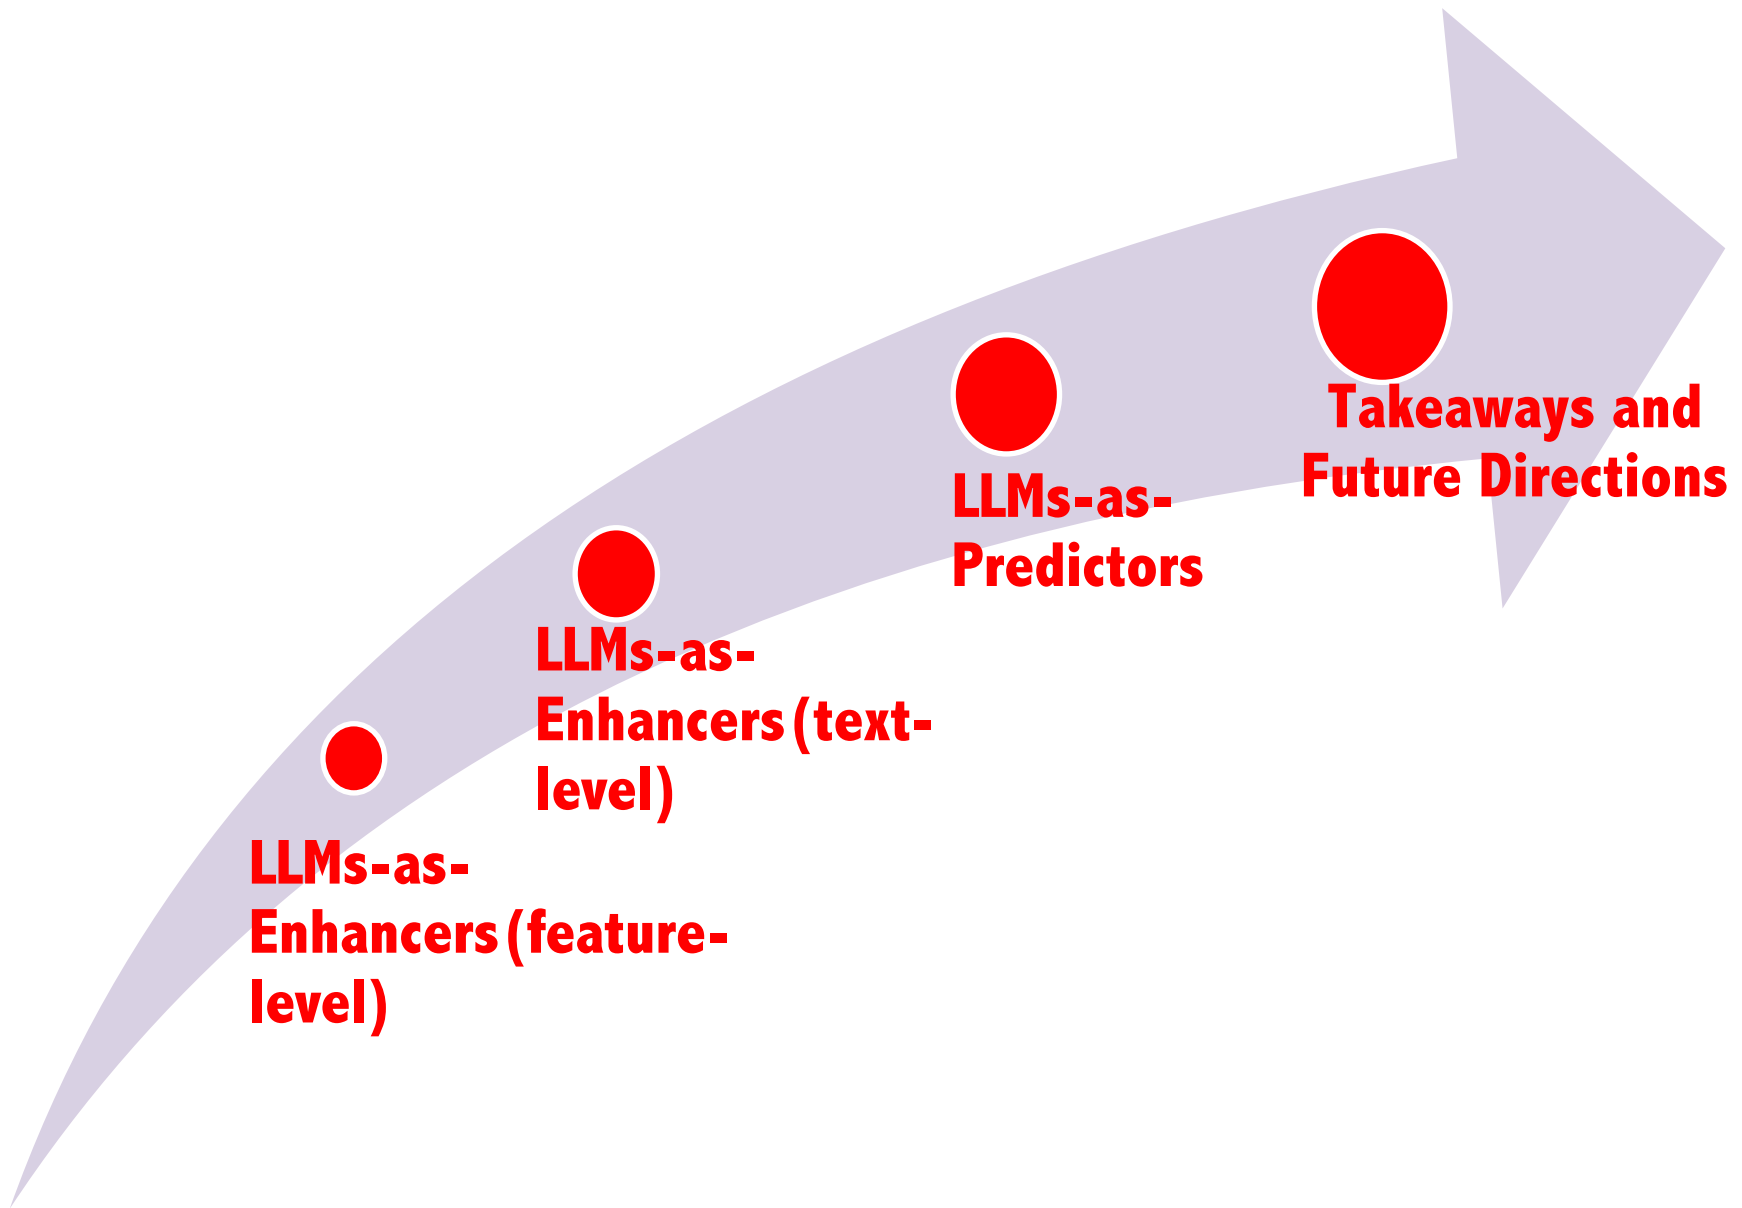 LLMs-as-
Enhancers (feature-
level)
LLMs-as-
Enhancers (text-
level)
LLMs-as-
Predictors
Takeaways and
Future Directions